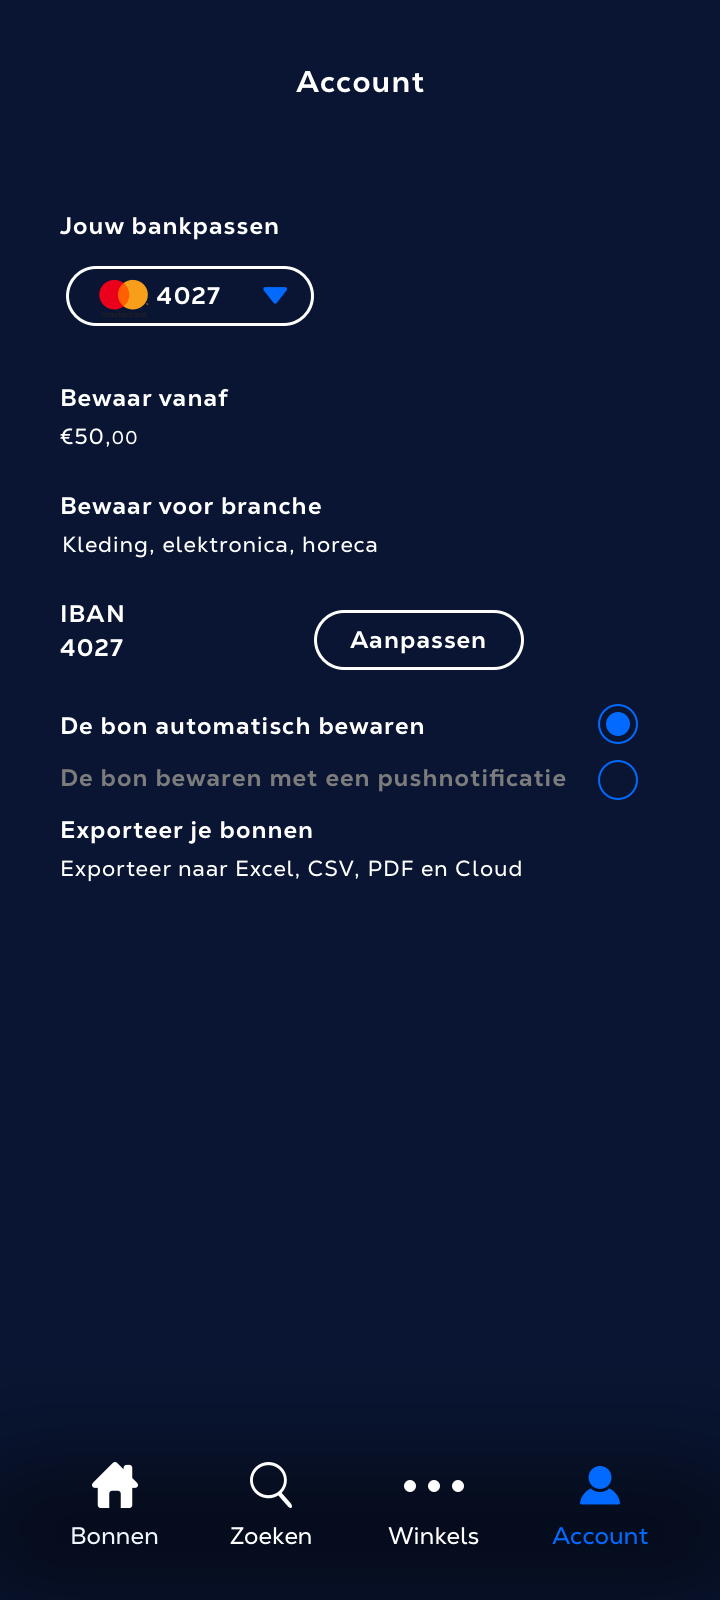 Account
Jouw bankpassen
4027
Bewaar vanaf
€50,00
Bewaar voor branche
Kleding, elektronica, horeca
IBAN
4027
Aanpassen
De bon automatisch bewaren
De bon bewaren met een pushnotificatie
Exporteer je bonnen
Exporteer naar Excel, CSV, PDF en Cloud
Bonnen
Zoeken
Winkels
Account